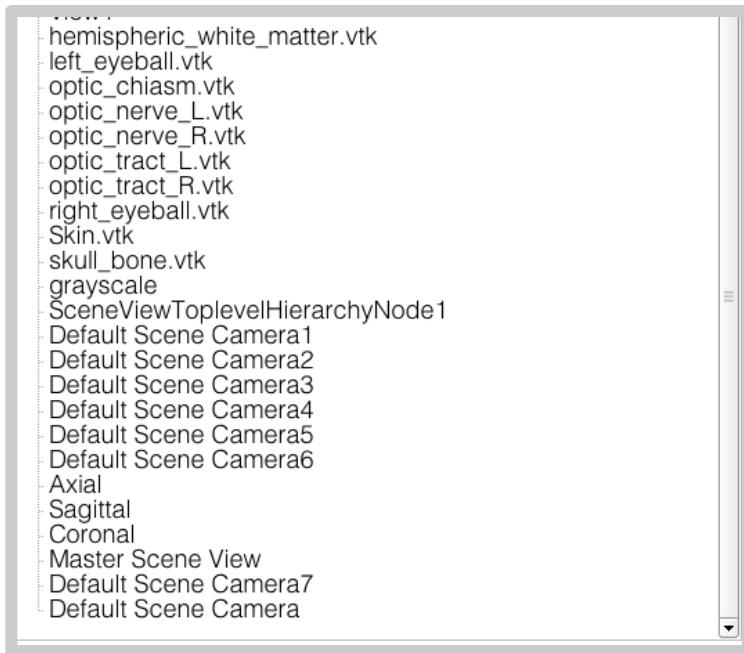 hemispheric_white_matter.vtk
left_eyeball.vtk
optic_chiasm.vtk
optic_nerve_L.vtk
optic_nerve_R.vtk
optic_tract_L.vtk
optic_tract_R.vtk
right_eyeball.vtk
Skin.vtk
skull_bone.vtk
grayscale
SceneViewToplevelHierarchyNode1
Default Scene Camera1
Default Scene Camera2
Default Scene Camera3
Default Scene Camera4
Default Scene Camera5
Default Scene Camera6
Axial
Sagittal
Coronal
Master Scene View
Default Scene Camera7
Default Scene Camera